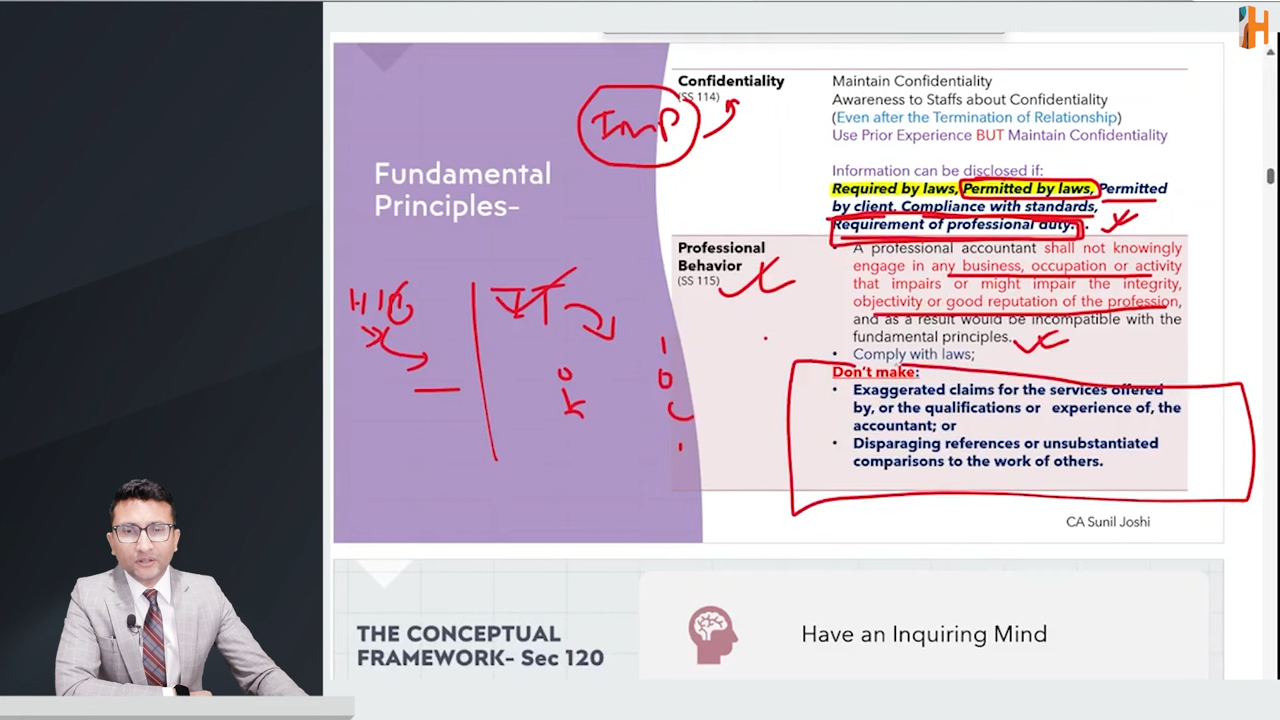 H
Fundamental
Principles-
IMP
Confidentiality
(SS 114)
Maintain Confidentiality
Awareness to Staffs about Confidentiality
(Even after the Termination of Relationship)
Use Prior Experience BUT Maintain Confidentiality
Information can be disclosed if:
Required by laws, Permitted by laws, Permitted
by client. Compliance with standards,
Requirement of professional duty. .
Professional
Behavior
(SS 115)
• A professional accountant shall not knowingly
engage in any business, occupation or activity
that impairs or might impair the integrity,
objectivity or good reputation of the profession,
and as a result would be incompatible with the
fundamental principles.
• Comply with laws;
Don't make:
• Exaggerated claims for the services offered
by, or the qualifications or experience of, the
accountant; or
• Disparaging references or unsubstantiated
comparisons to the work of others.
CA Sunil Joshi
THE CONCEPTUAL
FRAMEWORK- Sec 120
Have an Inquiring Mind